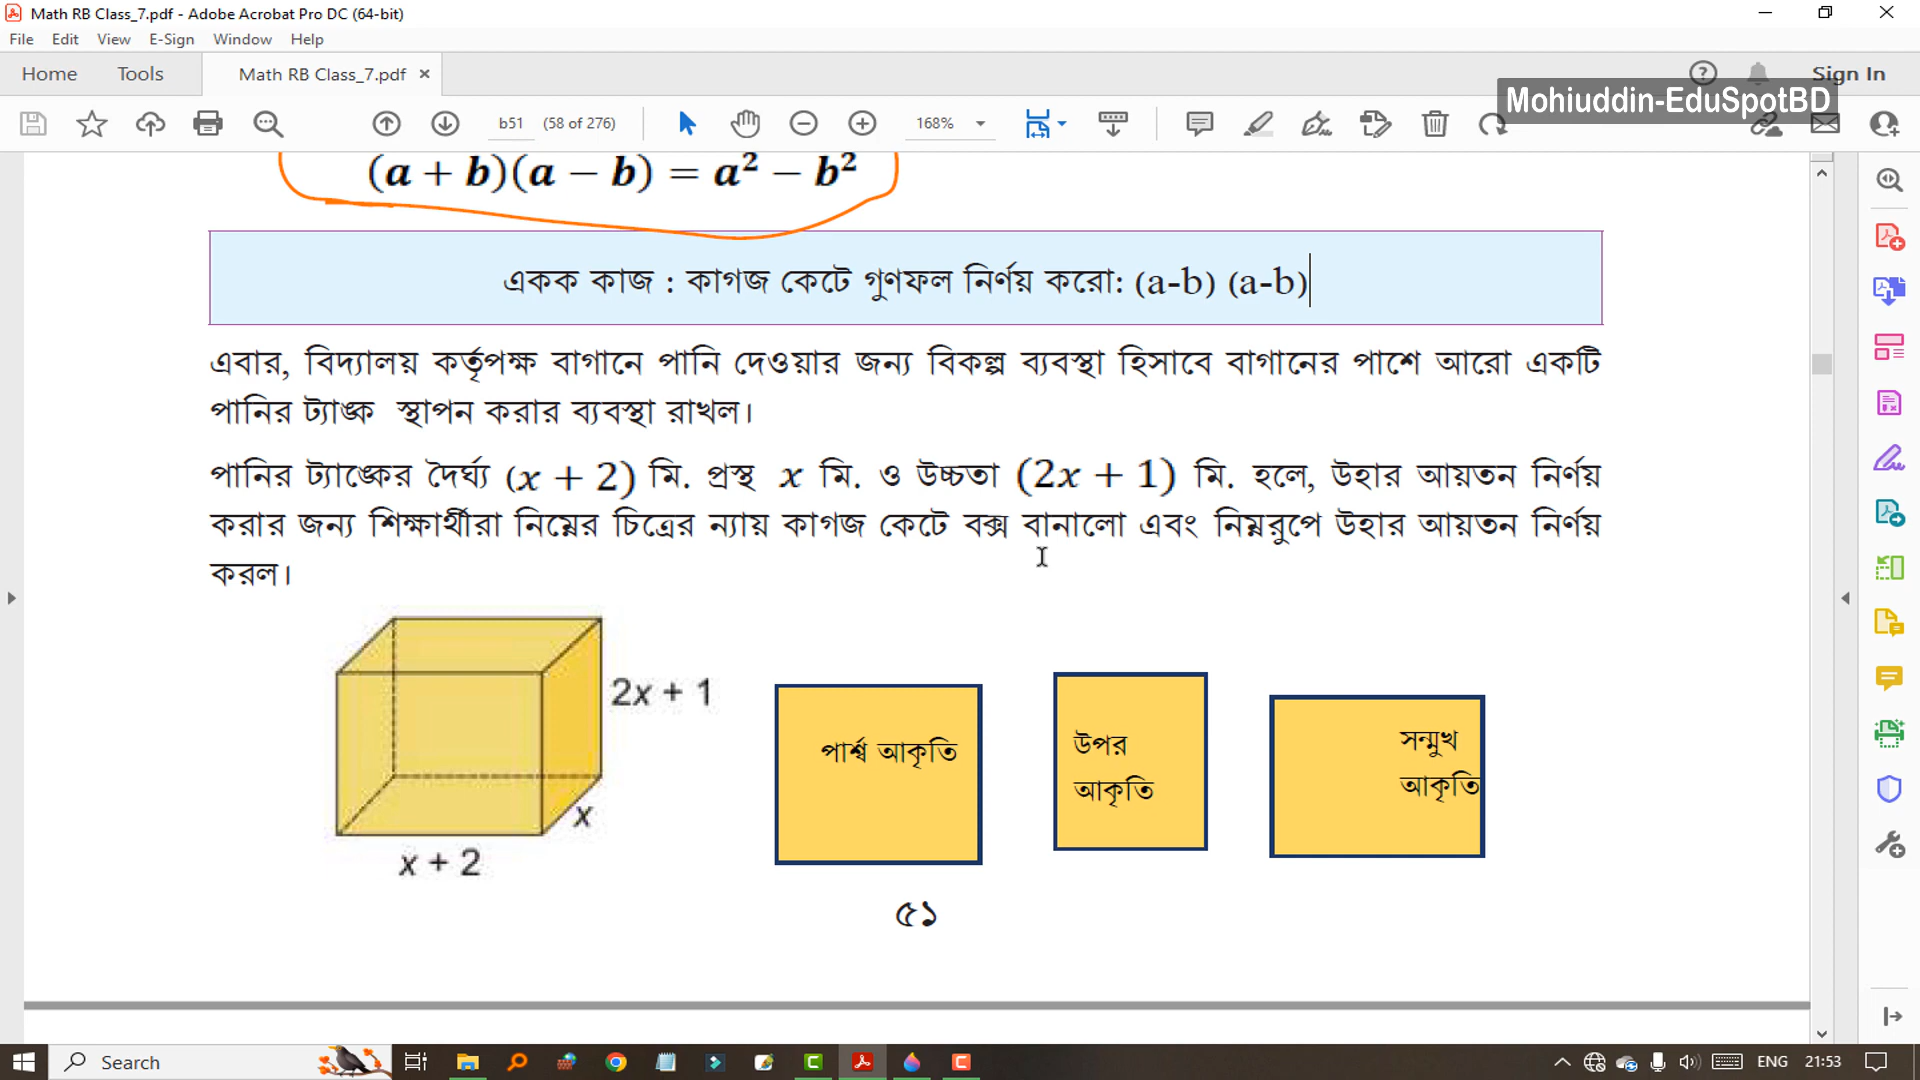 Math RB Class_7.pdf - Adobe Acrobat Pro DC (64-bit)
File Edit View E-Sign Window Help
Home Tools Math RB Class_7.pdf × Sign In
Mohiuddin-EduSpotBD
b51 (58 of 276) 168%
(a + b)(a − b) = a² − b²
একক কাজ : কাগজ কেটে গুণফল নির্ণয় করো: (a-b) (a-b)
এবার, বিদ্যালয় কর্তৃপক্ষ বাগানে পানি দেওয়ার জন্য বিকল্প ব্যবস্থা হিসাবে বাগানের পাশে আরো একটি
পানির ট্যাঙ্ক স্থাপন করার ব্যবস্থা রাখল।
পানির ট্যাঙ্কের দৈর্ঘ্য (x + 2) মি. প্রস্থ x মি. ও উচ্চতা (2x + 1) মি. হলে, উহার আয়তন নির্ণয়
করার জন্য শিক্ষার্থীরা নিম্নের চিত্রের ন্যায় কাগজ কেটে বক্স বানালো এবং নিম্নরুপে উহার আয়তন নির্ণয়
করল।
2x + 1
x
x + 2
পার্শ্ব আকৃতি
উপর
আকৃতি
সন্মুখ
আকৃতি
৫১
Search
ENG 21:53